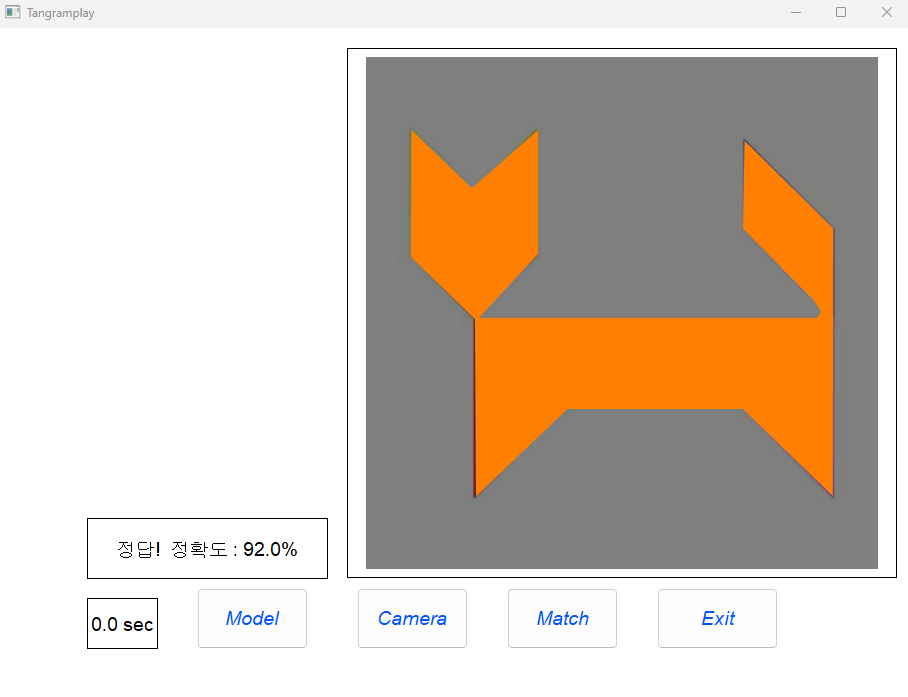 Tangramplay
정답! 정확도 : 92.0%
0.0 sec
Model
Camera
Match
Exit